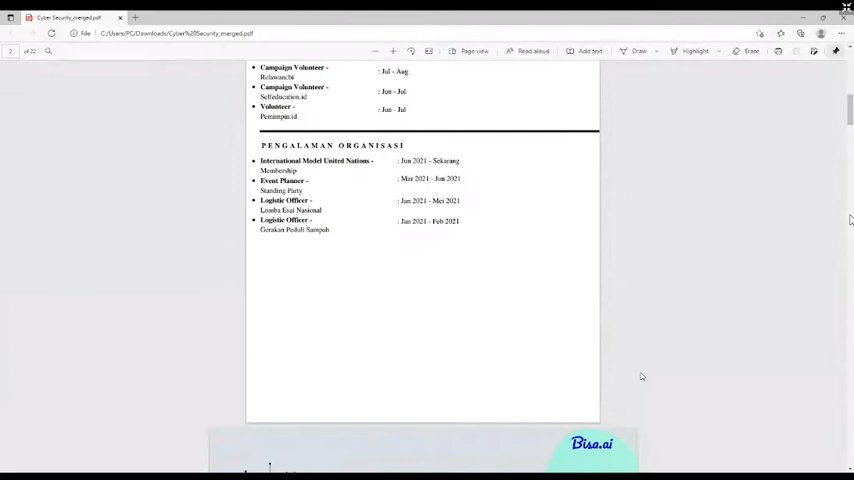 Cyber Security_merged.pdf
File C:/Users/PC/Downloads/Cyber%20Security_merged.pdf
2 of 22 Page view Read aloud Add text Draw Highlight Erase
Campaign Volunteer - : Jul - Aug
Relawanbi
Campaign Volunteer - : Jun - Jul
Selfeducation.id
Volunteer - : Jun - Jul
Pemimpin.id
PENGALAMAN ORGANISASI
International Model United Nations - : Jun 2021 - Sekarang
Membership
Event Planner - : Mar 2021 - Jun 2021
Standing Party
Logistic Officer - : Jan 2021 - Mei 2021
Lomba Esai Nasional
Logistic Officer - : Jan 2021 - Feb 2021
Gerakan Peduli Sampah
Bisa.ai